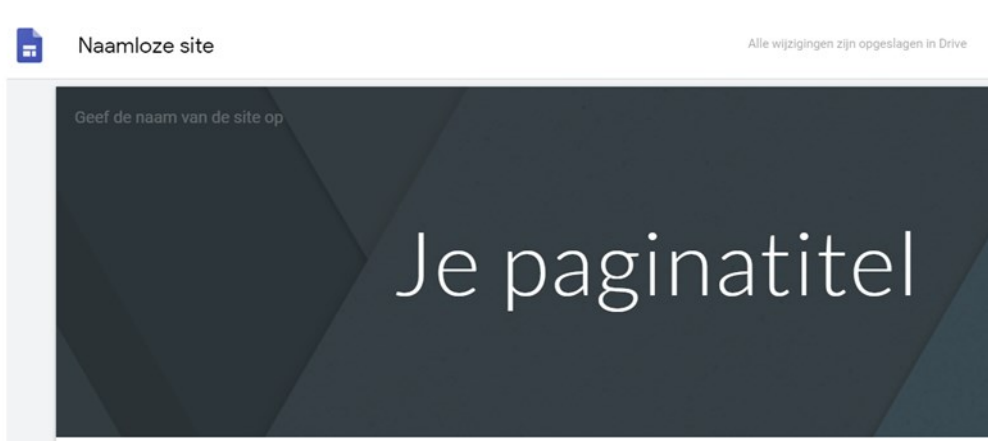 Naamloze site
Alle wijzigingen zijn opgeslagen in Drive
Geef de naam van de site op
Je paginatitel